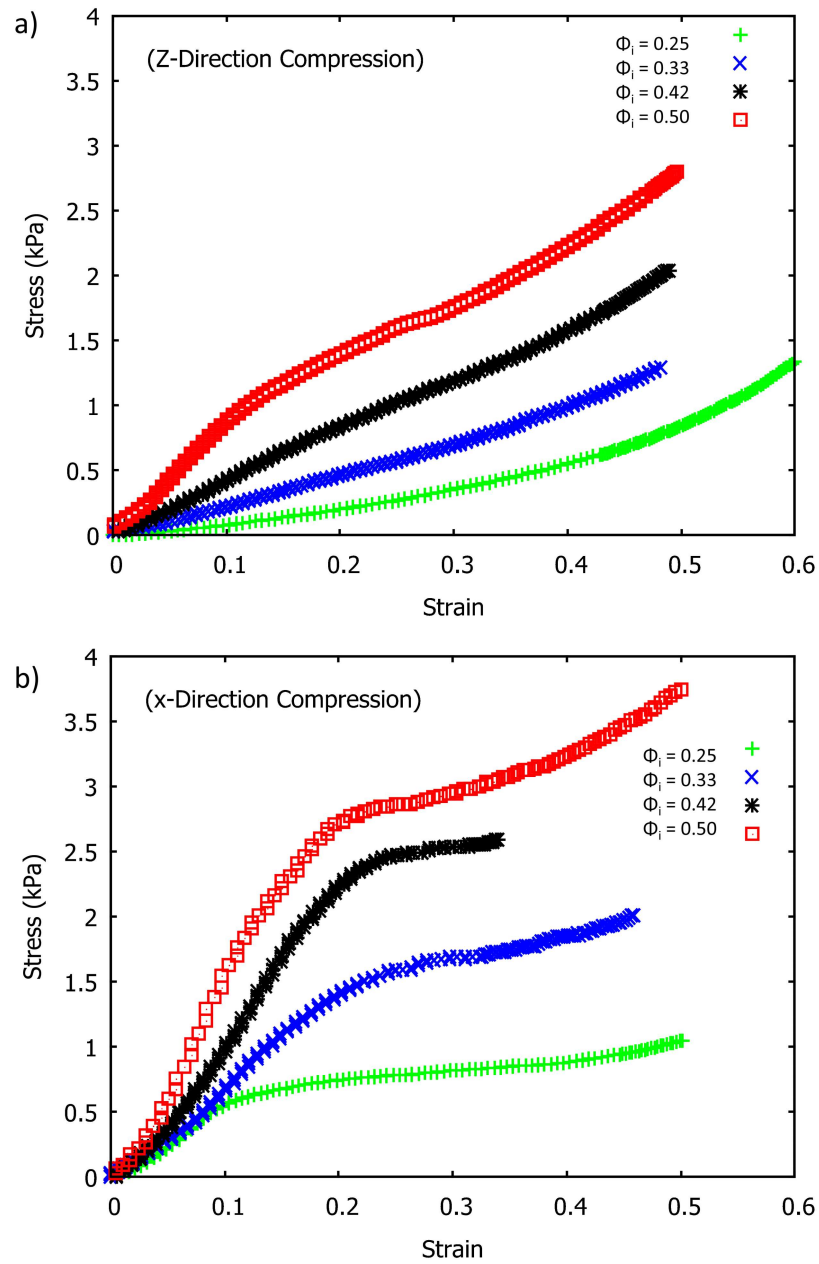 a)
(Z-Direction Compression)
Φi = 0.25
Φi = 0.33
Φi = 0.42
Φi = 0.50
4
3.5
3
2.5
2
1.5
1
0.5
0
Stress (kPa)
0 0.1 0.2 0.3 0.4 0.5 0.6
Strain
b)
(x-Direction Compression)
Φi = 0.25
Φi = 0.33
Φi = 0.42
Φi = 0.50
4
3.5
3
2.5
2
1.5
1
0.5
0
Stress (kPa)
0 0.1 0.2 0.3 0.4 0.5 0.6
Strain